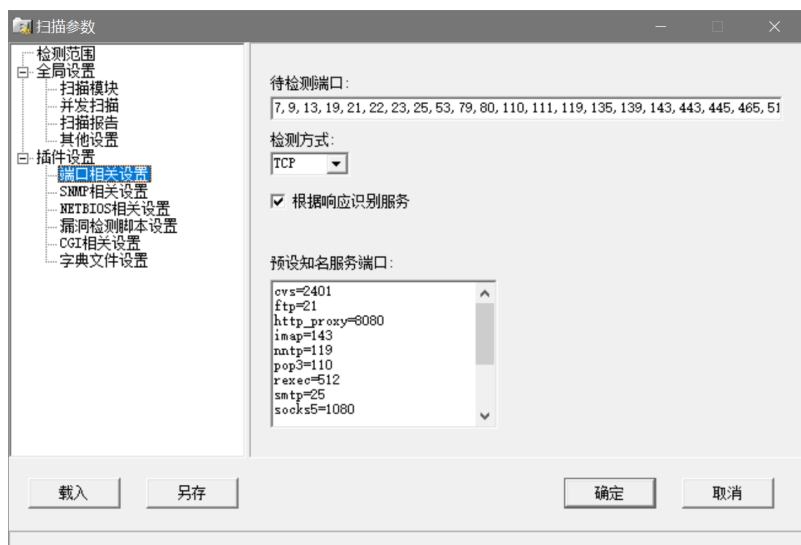 扫描参数
检测范围
全局设置
扫描模块
并发扫描
扫描报告
其他设置
插件设置
端口相关设置
SNMP相关设置
NETBIOS相关设置
漏洞检测脚本设置
CGI相关设置
字典文件设置
待检测端口:
7, 9, 13, 19, 21, 22, 23, 25, 53, 79, 80, 110, 111, 119, 135, 139, 143, 443, 445, 465, 51
检测方式:
TCP
根据响应识别服务
预设知名服务端口:
cvs=2401
ftp=21
http_proxy=8080
imap=143
nntp=119
pop3=110
rexec=512
smtp=25
socks5=1080
载入
另存
确定
取消